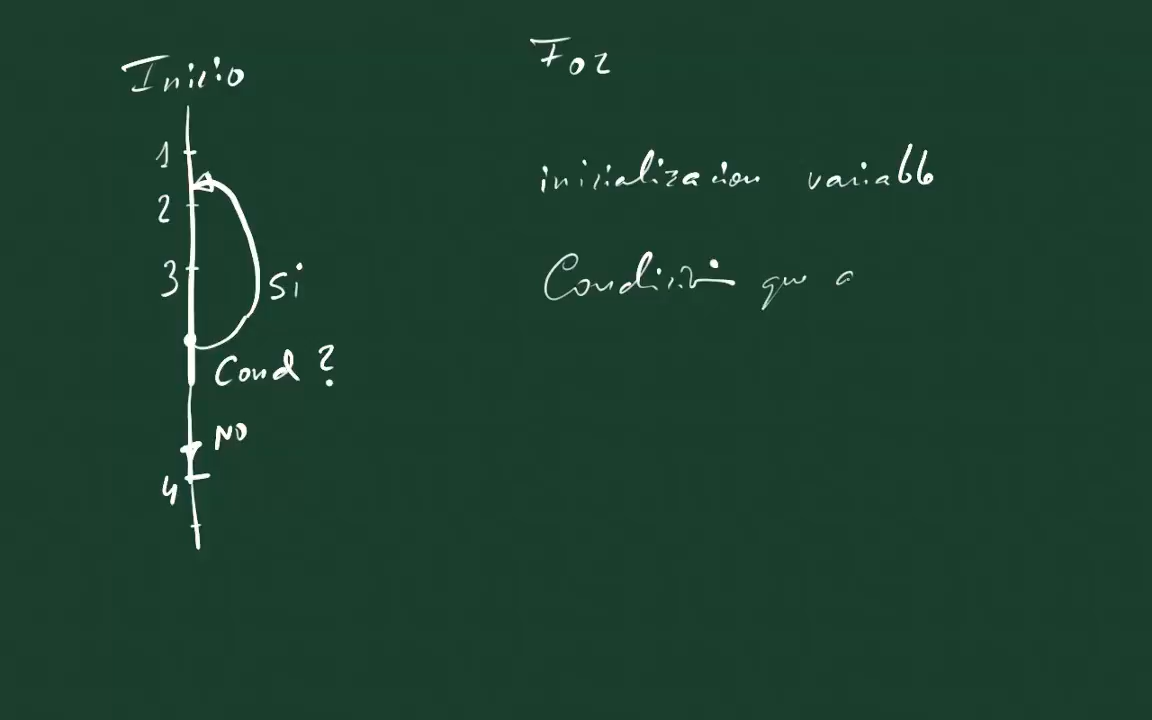 Inicio
1
2
3
Si
Cond ?
NO
4
For
inicialización variable
Condición que a